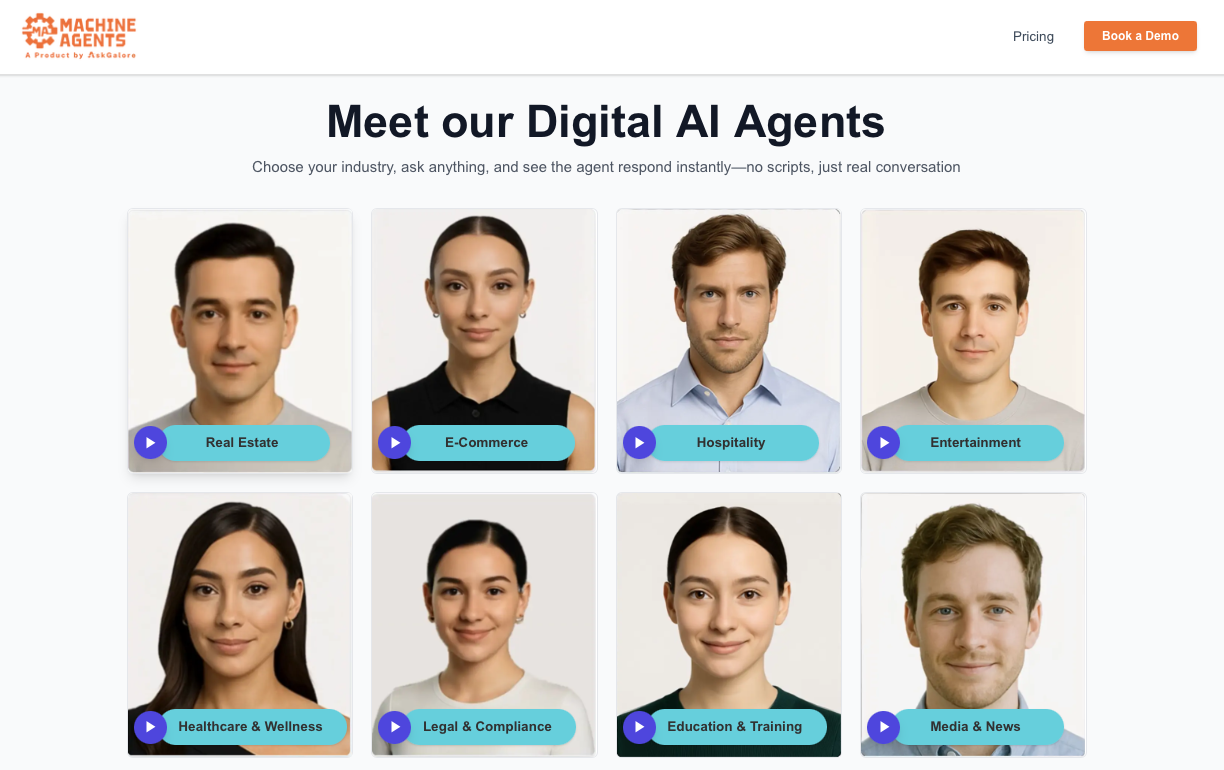 MACHINE
MA
AGENTS
A Product by AskGalore
Pricing
Book a Demo
Meet our Digital AI Agents
Choose your industry, ask anything, and see the agent respond instantly—no scripts, just real conversation
Real Estate
E-Commerce
Hospitality
Entertainment
Healthcare & Wellness
Legal & Compliance
Education & Training
Media & News